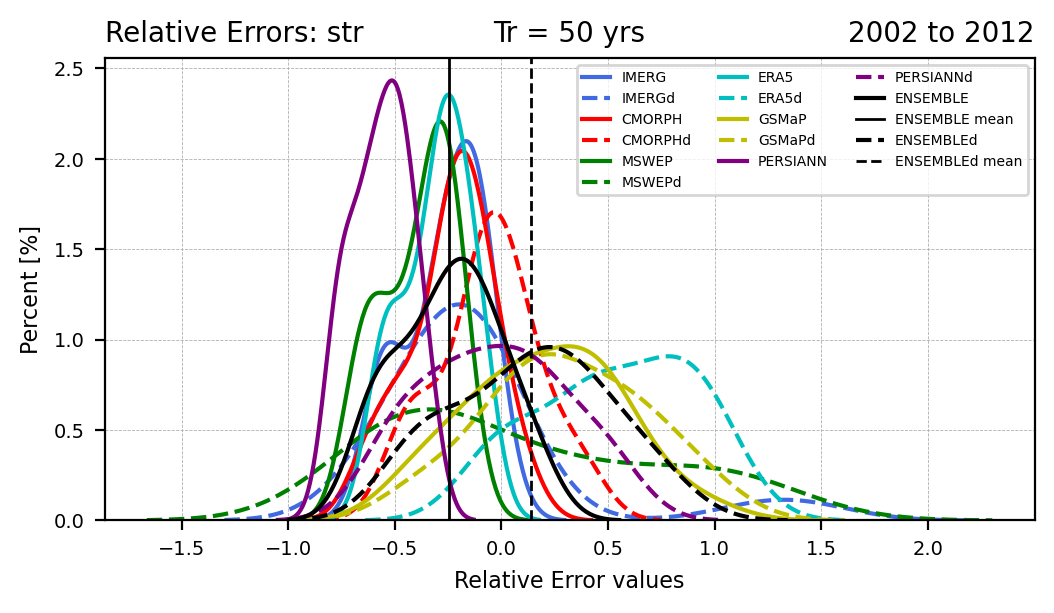 Relative Errors: str
Tr = 50 yrs
2002 to 2012
2.5
2.0
1.5
1.0
0.5
0.0
Percent [%]
IMERG
IMERGd
CMORPH
CMORPHd
MSWEP
MSWEPd
ERA5
ERA5d
GSMaP
GSMaPd
PERSIANN
PERSIANNd
ENSEMBLE
ENSEMBLE mean
ENSEMBLEd
ENSEMBLEd mean
−1.5
−1.0
−0.5
0.0
0.5
1.0
1.5
2.0
Relative Error values